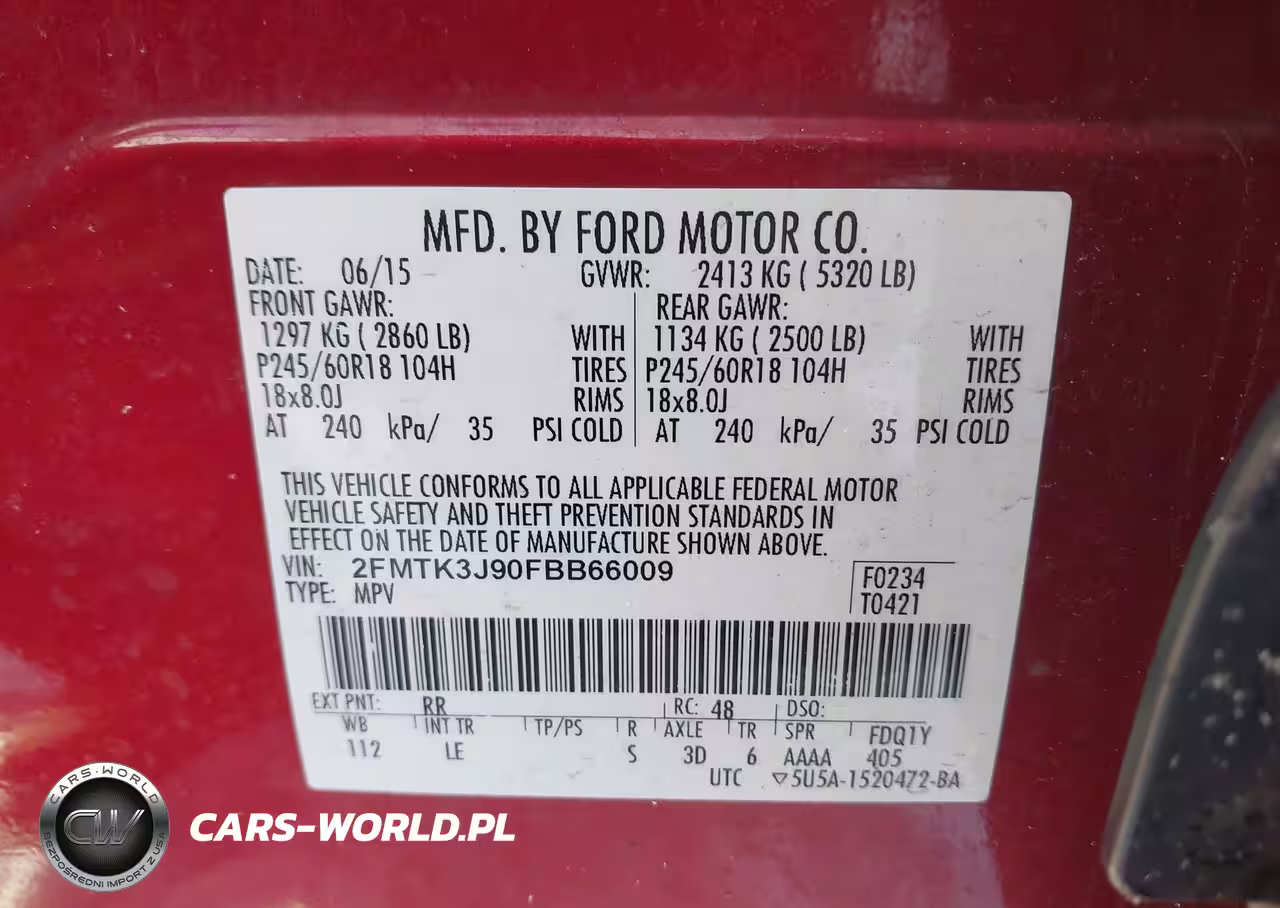 MFD. BY FORD MOTOR CO.
DATE: 06/15 GVWR: 2413 KG ( 5320 LB)
FRONT GAWR: REAR GAWR:
1297 KG ( 2860 LB) WITH 1134 KG ( 2500 LB) WITH
P245/60R18 104H TIRES P245/60R18 104H TIRES
18x8.0J RIMS 18x8.0J RIMS
AT 240 kPa/ 35 PSI COLD AT 240 kPa/ 35 PSI COLD
THIS VEHICLE CONFORMS TO ALL APPLICABLE FEDERAL MOTOR
VEHICLE SAFETY AND THEFT PREVENTION STANDARDS IN
EFFECT ON THE DATE OF MANUFACTURE SHOWN ABOVE.
VIN: 2FMTK3J90FBB66009
F0234
TYPE: MPV
T0421
EXT PNT: RR RC: 48 DSO:
WB INT TR TP/PS R AXLE TR SPR FDQ1Y
112 LE S 3D 6 AAAA 405
UTC ▽5U5A-1520472-BA
CARS-WORLD
CW
BEZPOŚREDNI IMPORT Z USA
CARS-WORLD.PL